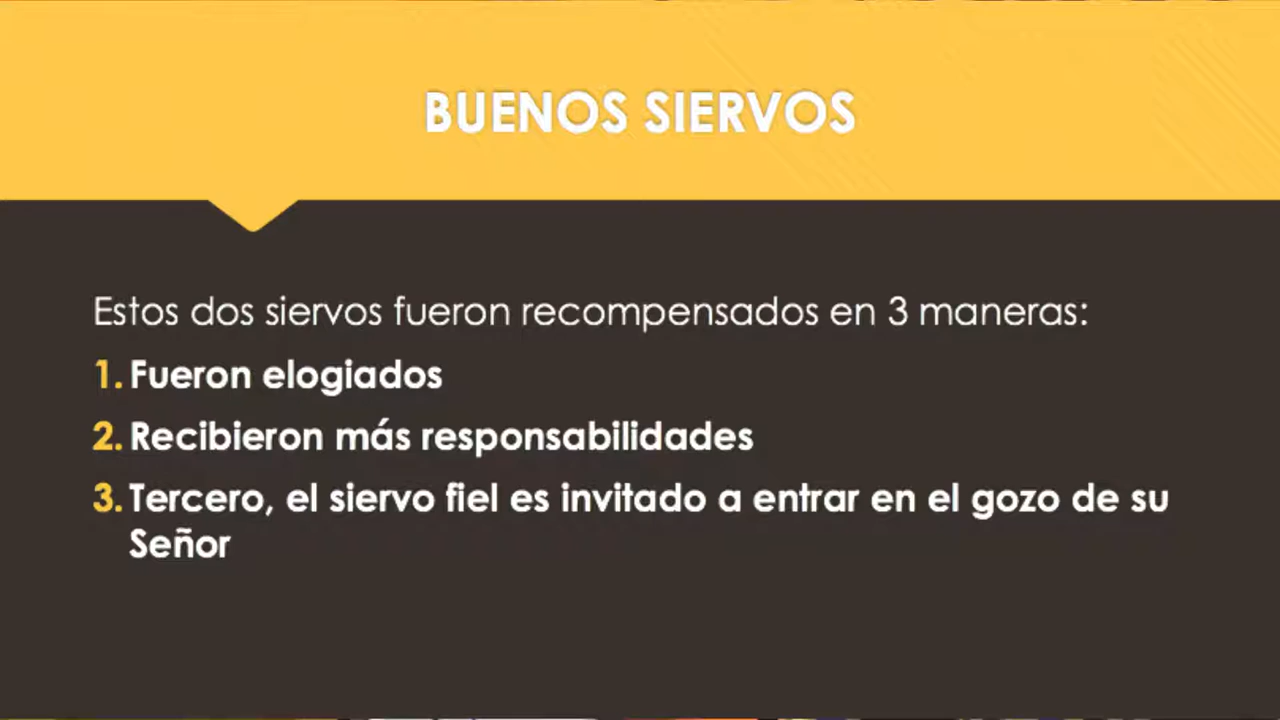 BUENOS SIERVOS
Estos dos siervos fueron recompensados en 3 maneras:
1. Fueron elogiados
2. Recibieron más responsabilidades
3. Tercero, el siervo fiel es invitado a entrar en el gozo de su
Señor